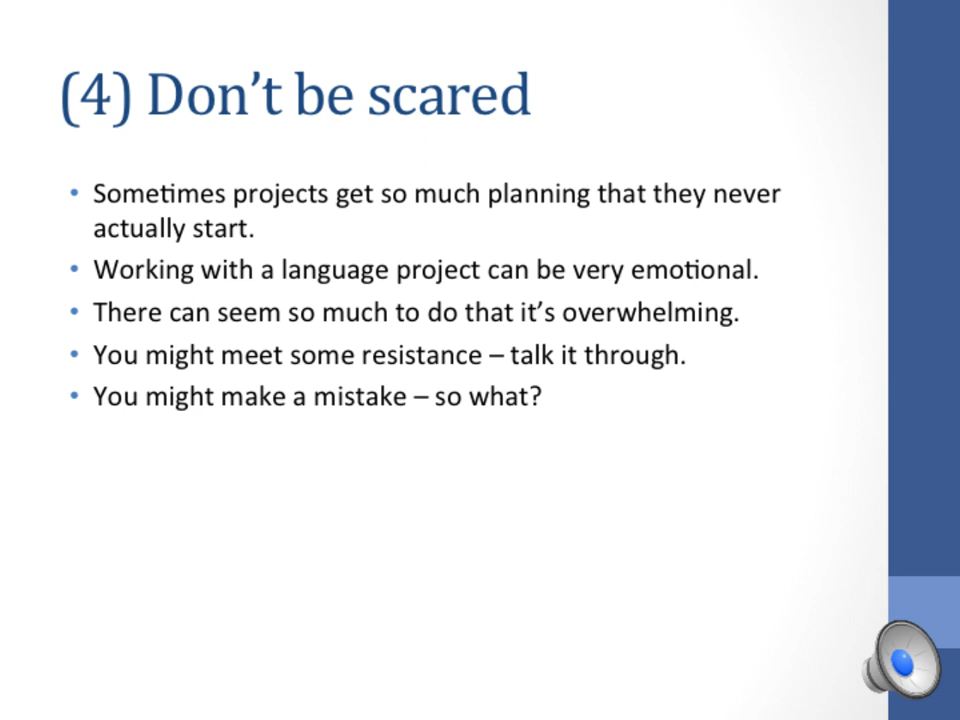 (4) Don’t be scared
• Sometimes projects get so much planning that they never
actually start.
• Working with a language project can be very emotional.
• There can seem so much to do that it’s overwhelming.
• You might meet some resistance – talk it through.
• You might make a mistake – so what?